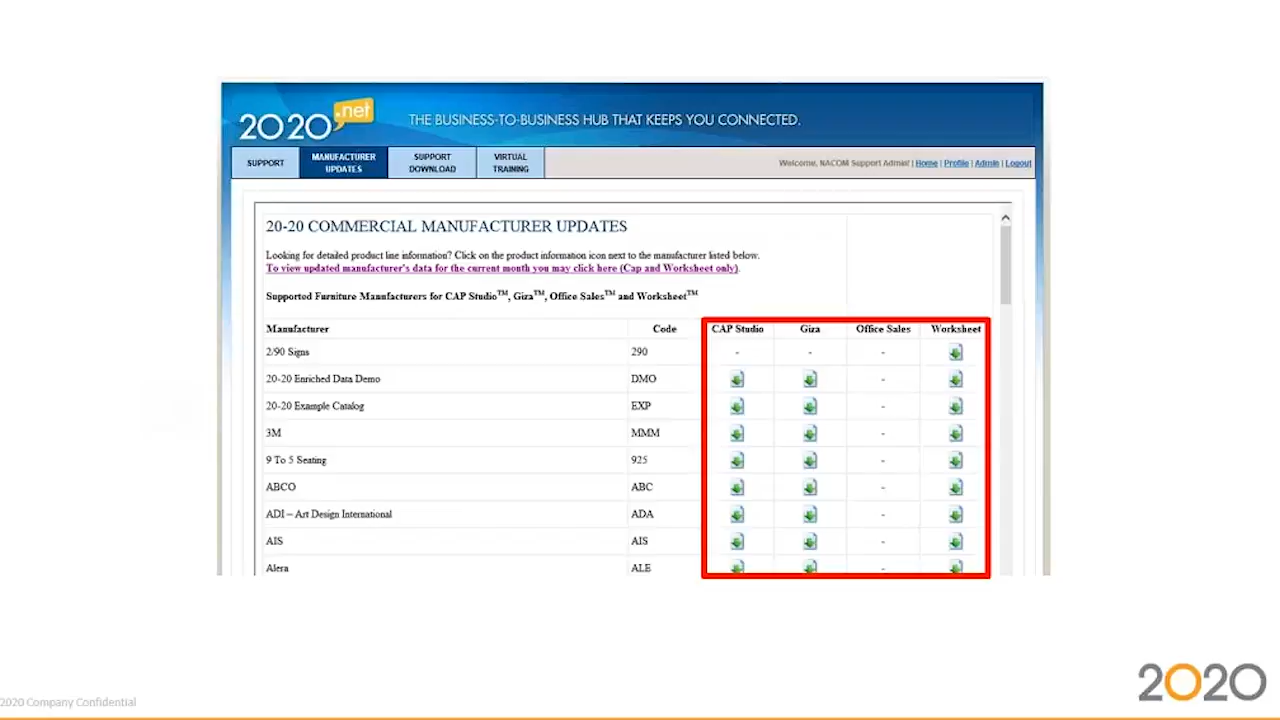 2020 .net
THE BUSINESS-TO-BUSINESS HUB THAT KEEPS YOU CONNECTED.
SUPPORT
MANUFACTURER
UPDATES
SUPPORT
DOWNLOAD
VIRTUAL
TRAINING
Welcome, NACOM Support Admin! | Home | Profile | Admin | Logout
20-20 COMMERCIAL MANUFACTURER UPDATES
Looking for detailed product line information? Click on the product information icon next to the manufacturer listed below.
To view updated manufacturer's data for the current month you may click here (Cap and Worksheet only).
Supported Furniture Manufacturers for CAP Studio™, Giza™, Office Sales™ and Worksheet™
Manufacturer Code CAP Studio Giza Office Sales Worksheet
2/90 Signs 290 - - -
20-20 Enriched Data Demo DMO -
20-20 Example Catalog EXP -
3M MMM -
9 To 5 Seating 925 -
ABCO ABC -
ADI – Art Design International ADA -
AIS AIS -
Alera ALE -
2020 Company Confidential
2020